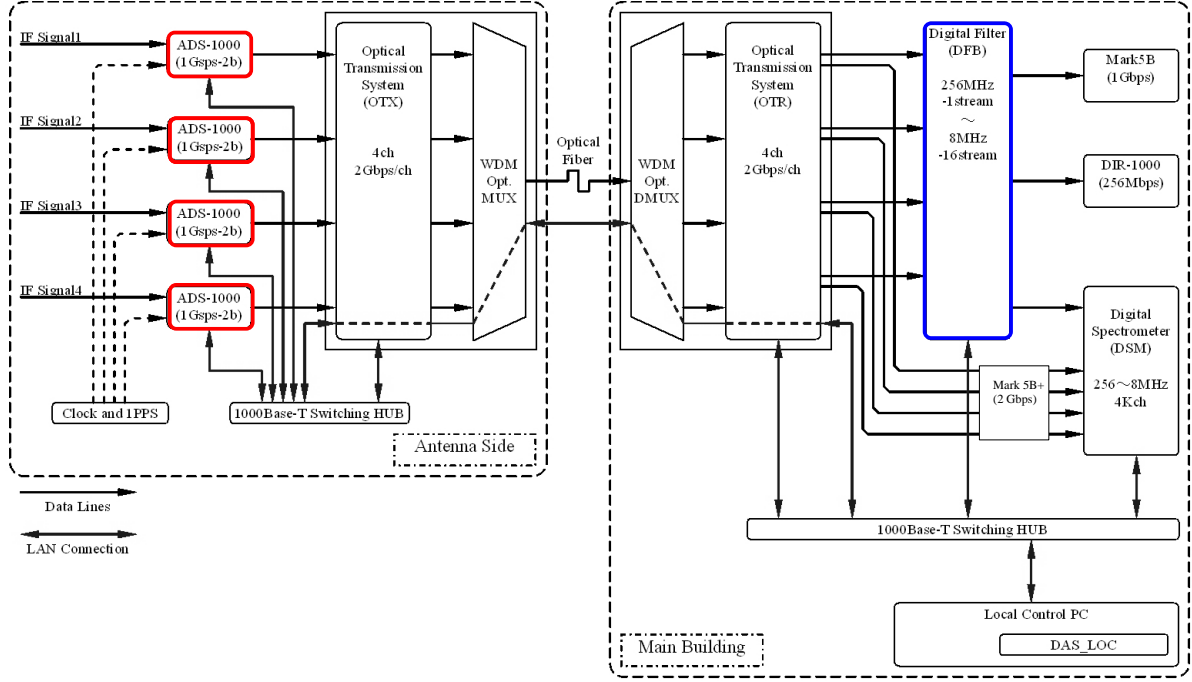 IF Signal1
ADS-1000
(1Gsps-2b)
IF Signal2
ADS-1000
(1Gsps-2b)
IF Signal3
ADS-1000
(1Gsps-2b)
IF Signal4
ADS-1000
(1Gsps-2b)
Clock and 1PPS
1000Base-T Switching HUB
Optical
Transmission
System
(OTX)
4ch
2Gbps/ch
WDM
Opt.
MUX
Antenna Side
Optical
Fiber
WDM
Opt.
DMUX
Optical
Transmission
System
(OTR)
4ch
2Gbps/ch
Digital Filter
(DFB)
256MHz
-1stream
～
8MHz
-16stream
Mark5B
(1Gbps)
DIR-1000
(256Mbps)
Digital
Spectrometer
(DSM)
256～8MHz
4Kch
Mark 5B+
(2 Gbps)
1000Base-T Switching HUB
Local Control PC
DAS_LOC
Main Building
Data Lines
LAN Connection